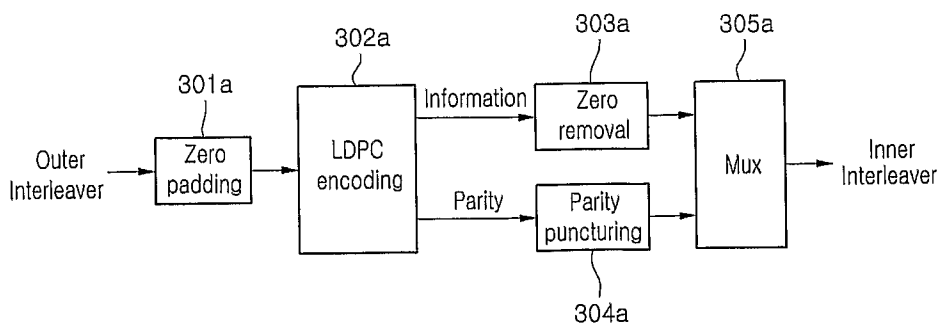 302a
303a
305a
301a
Information
Zero
removal
Outer
Interleaver
Zero
padding
LDPC
encoding
Mux
Inner
Interleaver
Parity
Parity
puncturing
304a